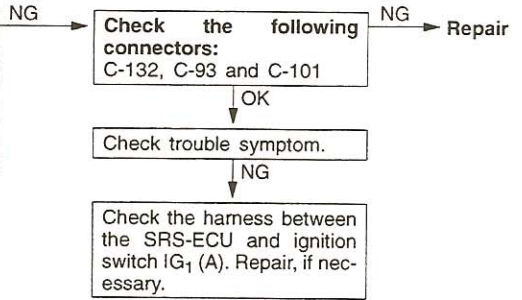 NG
Check the following
connectors:
C-132, C-93 and C-101
NG
Repair
OK
Check trouble symptom.
NG
Check the harness between
the SRS-ECU and ignition
switch IG1 (A). Repair, if nec-
essary.